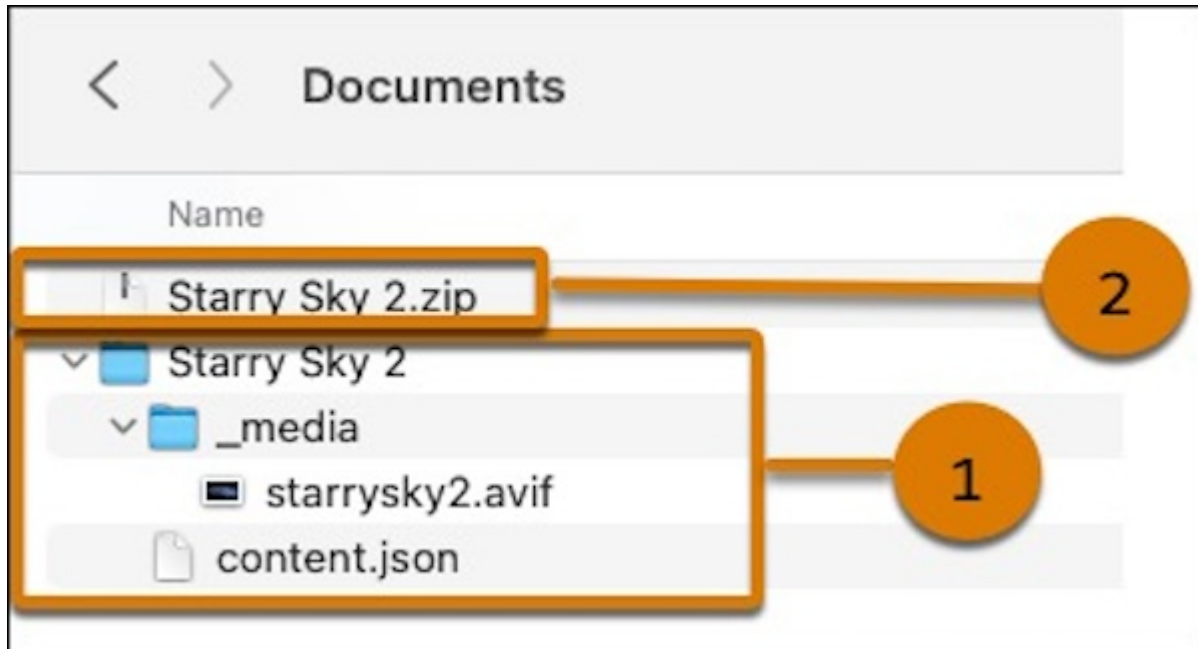 Documents
Name
Starry Sky 2.zip
2
Starry Sky 2
_media
starrysky2.avif
1
content.json